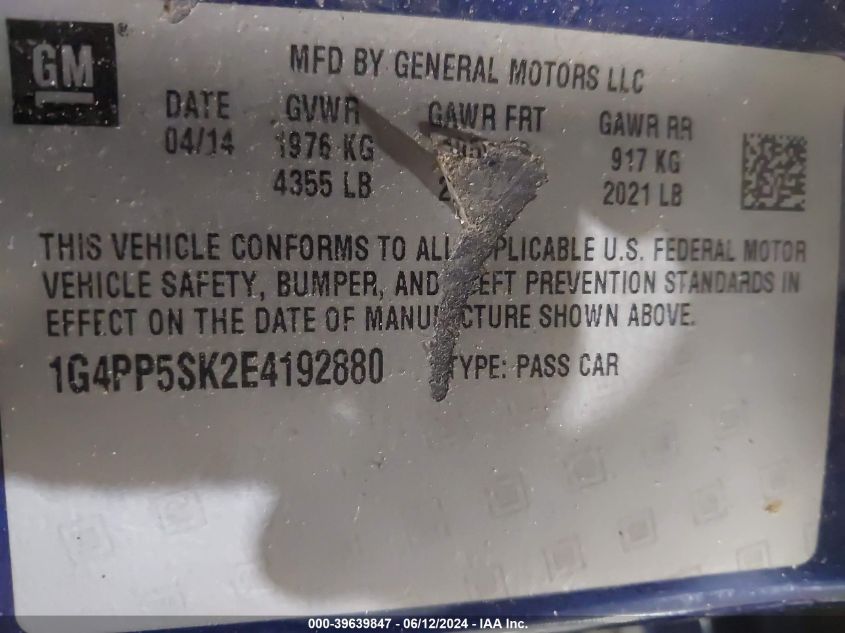 GM®
MFD BY GENERAL MOTORS LLC
DATE GVWR GAWR FRT GAWR RR
04/14 1976 KG 917 KG
4355 LB 2021 LB
THIS VEHICLE CONFORMS TO ALL PLICABLE U.S. FEDERAL MOTOR
VEHICLE SAFETY, BUMPER, AND EFT PREVENTION STANDARDS IN
EFFECT ON THE DATE OF MANU CTURE SHOWN ABOVE.
1G4PP5SK2E4192880 TYPE: PASS CAR
000-39639847 / 06/12/2024 - IAA Inc.